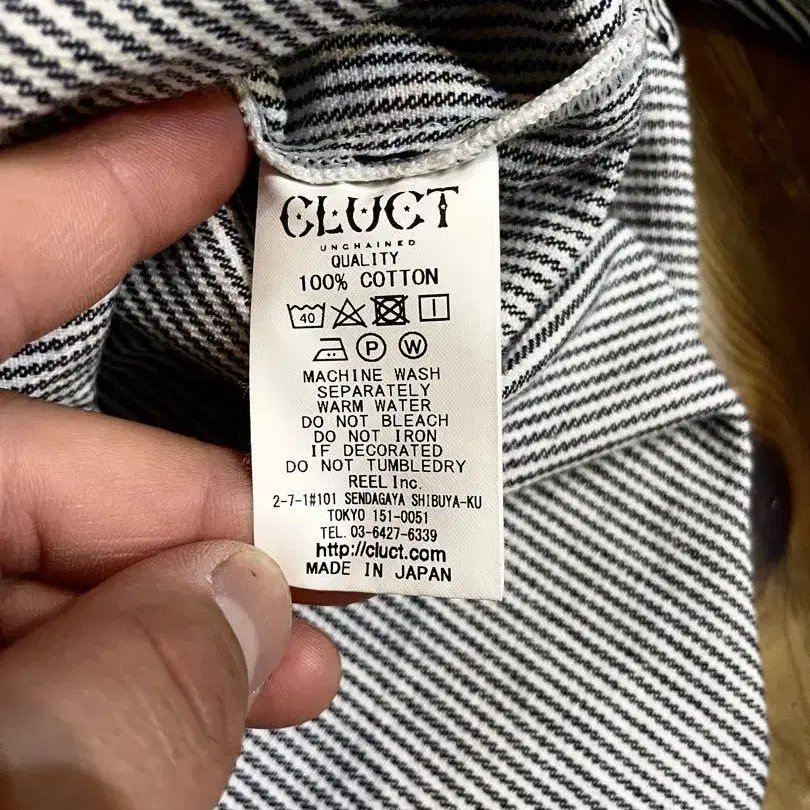 CLUCT
UNCHAINED
QUALITY
100% COTTON
40
P W
MACHINE WASH
SEPARATELY
WARM WATER
DO NOT BLEACH
DO NOT IRON
IF DECORATED
DO NOT TUMBLEDRY
REEL Inc.
2-7-1#101 SENDAGAYA SHIBUYA-KU
TOKYO 151-0051
TEL. 03-6427-6339
http://cluct.com
MADE IN JAPAN